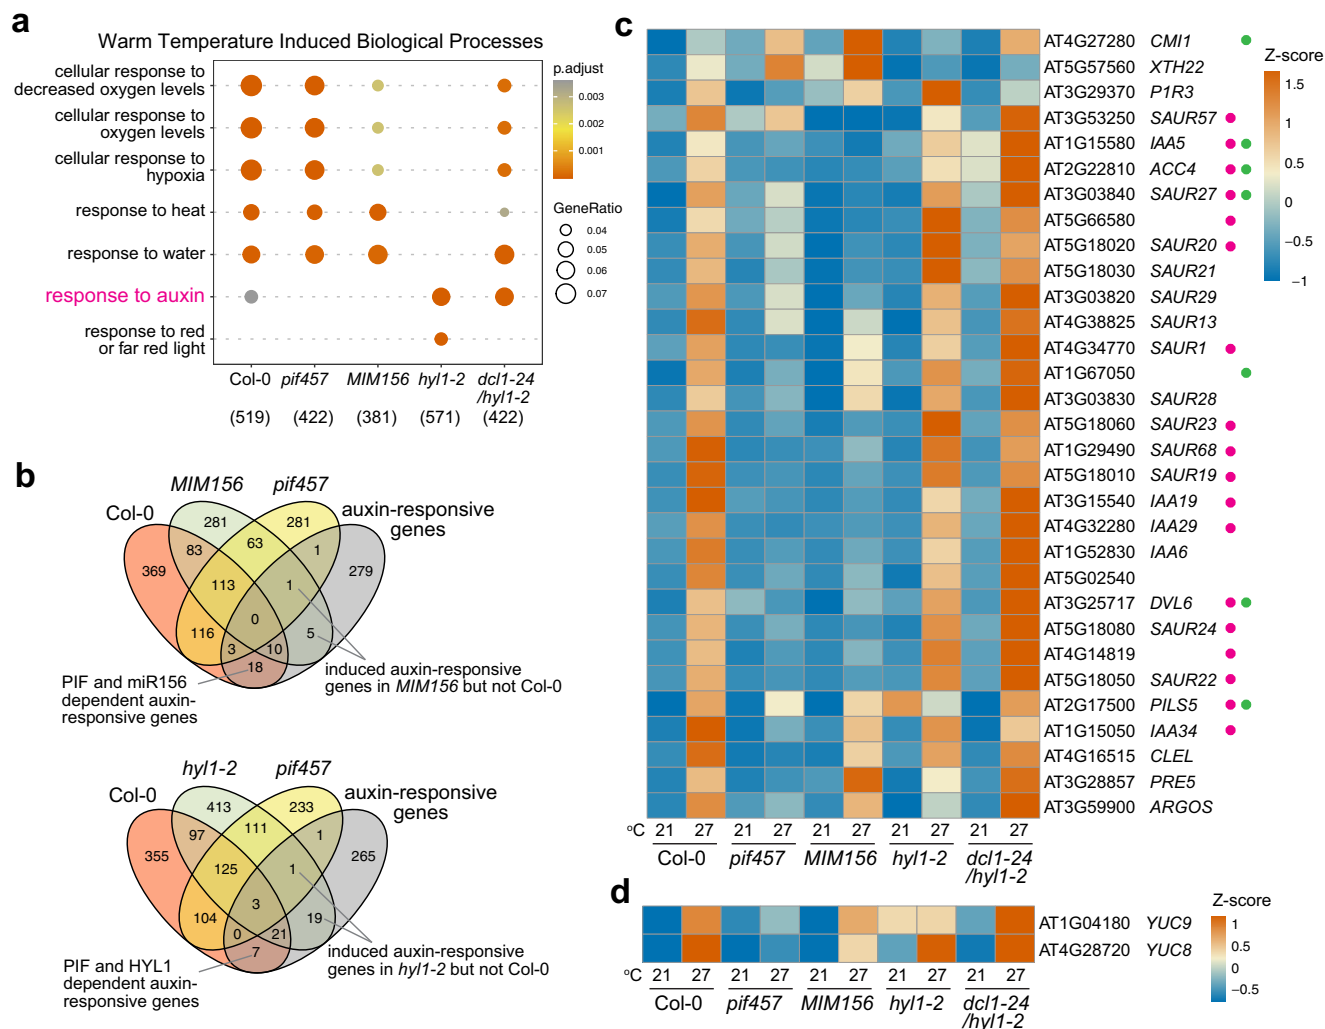 a
Warm Temperature Induced Biological Processes
cellular response to
decreased oxygen levels
cellular response to
oxygen levels
cellular response to
hypoxia
response to heat
response to water
response to auxin
response to red
or far red light
Col-0 pif457 MIM156 hyl1-2 dcl1-24
/hyl1-2
(519) (422) (381) (571) (422)
p.adjust
0.003
0.002
0.001
GeneRatio
0.04
0.05
0.06
0.07
b
MIM156 pif457
Col-0 auxin-responsive
genes
281 281
83 63 1
369 279
113 1
0
116 5
3 10
18
PIF and miR156
dependent auxin-
responsive genes
induced auxin-responsive
genes in MIM156 but not Col-0
hyl1-2 pif457
Col-0 auxin-responsive
genes
413 233
97 111 1
355 265
125 1
3
104 19
0 21
7
PIF and HYL1
dependent auxin-
responsive genes
induced auxin-responsive
genes in hyl1-2 but not Col-0
c
AT4G27280 CMI1
AT5G57560 XTH22
AT3G29370 P1R3
AT3G53250 SAUR57
AT1G15580 IAA5
AT2G22810 ACC4
AT3G03840 SAUR27
AT5G66580
AT5G18020 SAUR20
AT5G18030 SAUR21
AT3G03820 SAUR29
AT4G38825 SAUR13
AT4G34770 SAUR1
AT1G67050
AT3G03830 SAUR28
AT5G18060 SAUR23
AT1G29490 SAUR68
AT5G18010 SAUR19
AT3G15540 IAA19
AT4G32280 IAA29
AT1G52830 IAA6
AT5G02540
AT3G25717 DVL6
AT5G18080 SAUR24
AT4G14819
AT5G18050 SAUR22
AT2G17500 PILS5
AT1G15050 IAA34
AT4G16515 CLEL
AT3G28857 PRE5
AT3G59900 ARGOS
ºC 21 27 21 27 21 27 21 27 21 27
Col-0 pif457 MIM156 hyl1-2 dcl1-24
/hyl1-2
Z-score
1.5
1
0.5
0
−0.5
−1
d
AT1G04180 YUC9
AT4G28720 YUC8
ºC 21 27 21 27 21 27 21 27 21 27
Col-0 pif457 MIM156 hyl1-2 dcl1-24
/hyl1-2
Z-score
1
0.5
0
−0.5